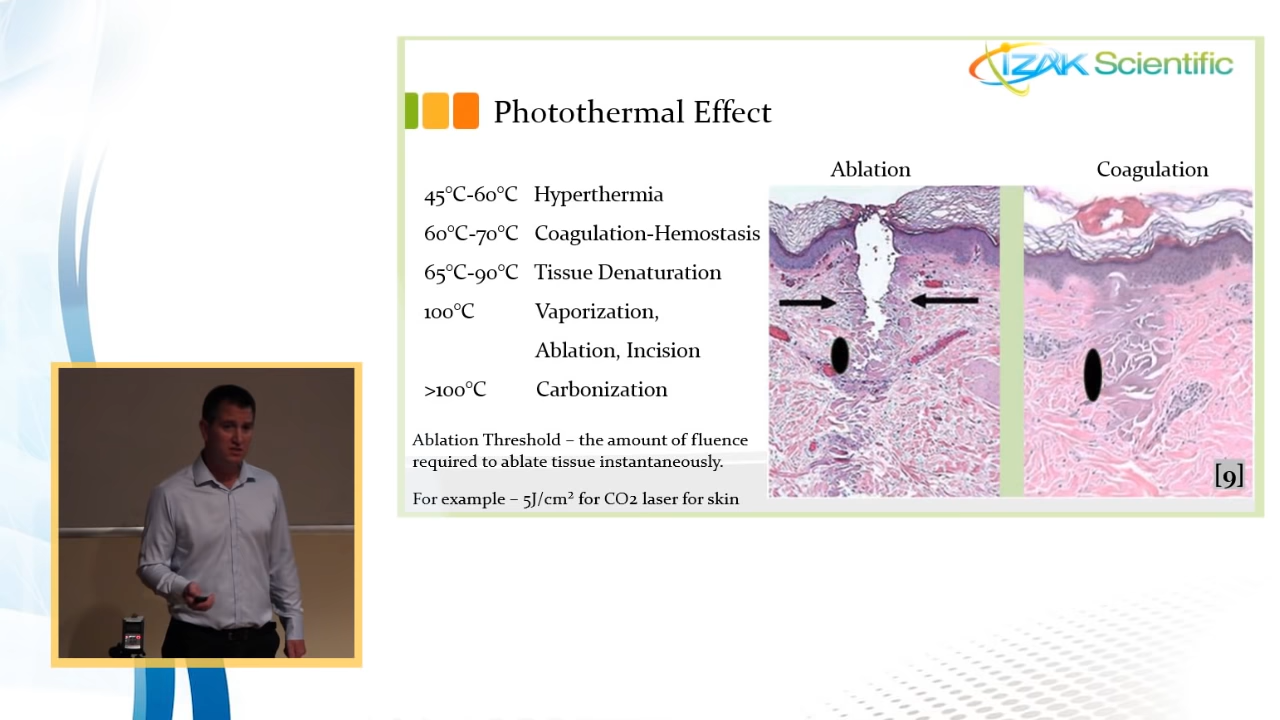 IZAK Scientific
Photothermal Effect
Ablation
Coagulation
45°C-60°C Hyperthermia
60°C-70°C Coagulation-Hemostasis
65°C-90°C Tissue Denaturation
100°C Vaporization,
Ablation, Incision
>100°C Carbonization
Ablation Threshold – the amount of fluence
required to ablate tissue instantaneously.
For example – 5J/cm² for CO2 laser for skin
[9]